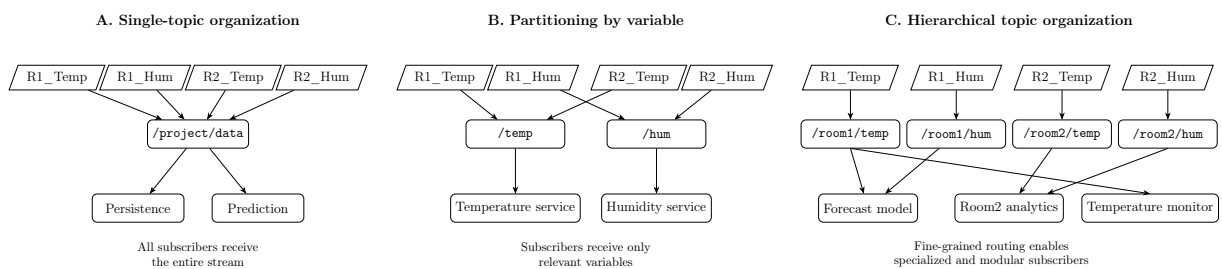 A. Single-topic organization
R1_Temp
R1_Hum
R2_Temp
R2_Hum
/project/data
Persistence
Prediction
All subscribers receive
the entire stream
B. Partitioning by variable
R1_Temp
R1_Hum
R2_Temp
R2_Hum
/temp
/hum
Temperature service
Humidity service
Subscribers receive only
relevant variables
C. Hierarchical topic organization
R1_Temp
R1_Hum
R2_Temp
R2_Hum
/room1/temp
/room1/hum
/room2/temp
/room2/hum
Forecast model
Room2 analytics
Temperature monitor
Fine-grained routing enables
specialized and modular subscribers